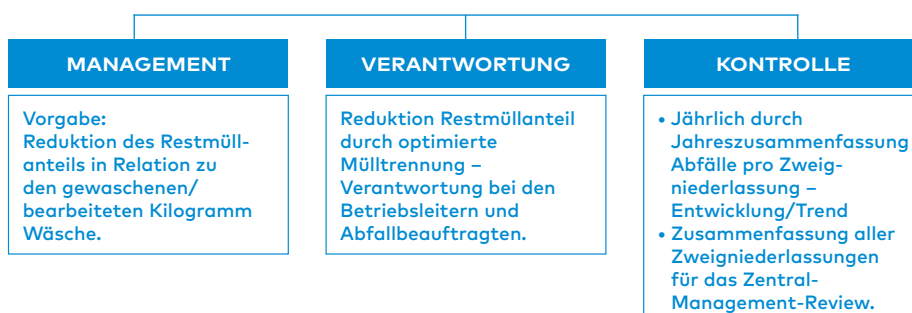 MANAGEMENT
Vorgabe:
Reduktion des Restmüll-
anteils in Relation zu
den gewaschenen/
bearbeiteten Kilogramm
Wäsche.
VERANTWORTUNG
Reduktion Restmüllanteil
durch optimierte
Mülltrennung –
Verantwortung bei den
Betriebsleitern und
Abfallbeauftragten.
KONTROLLE
• Jährlich durch
Jahreszusammenfassung
Abfälle pro Zweig-
niederlassung –
Entwicklung/Trend
• Zusammenfassung aller
Zweigniederlassungen
für das Zentral-
Management-Review.